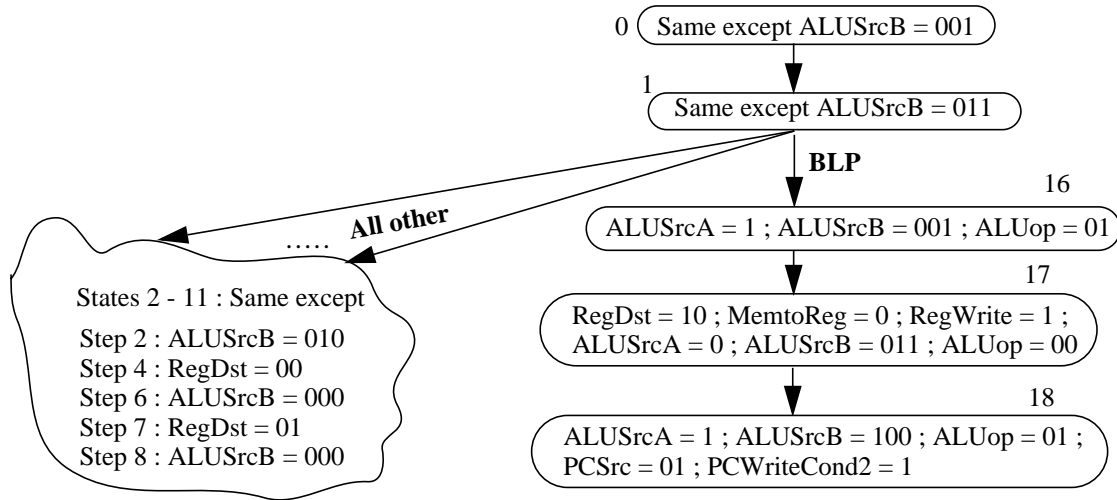 0
Same except ALUSrcB = 001
1
Same except ALUSrcB = 011
BLP
All other
.....
16
ALUSrcA = 1 ; ALUSrcB = 001 ; ALUop = 01
17
RegDst = 10 ; MemtoReg = 0 ; RegWrite = 1 ;
ALUSrcA = 0 ; ALUSrcB = 011 ; ALUop = 00
18
ALUSrcA = 1 ; ALUSrcB = 100 ; ALUop = 01 ;
PCSrc = 01 ; PCWriteCond2 = 1
States 2 - 11 : Same except
Step 2 : ALUSrcB = 010
Step 4 : RegDst = 00
Step 6 : ALUSrcB = 000
Step 7 : RegDst = 01
Step 8 : ALUSrcB = 000